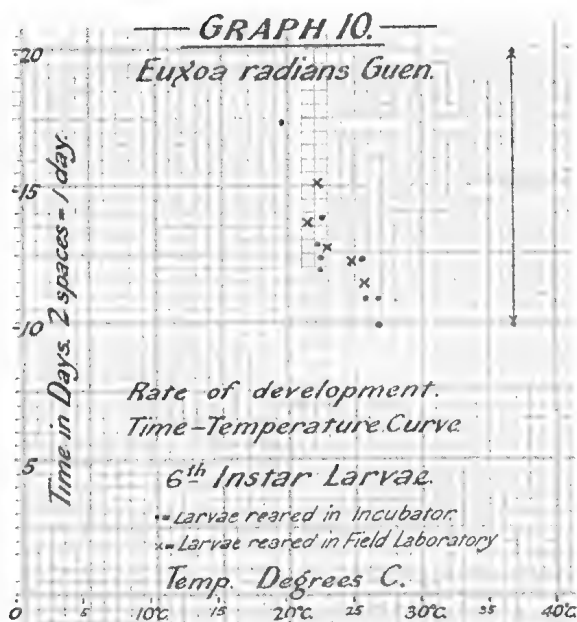 GRAPH 10.
Euxoa radians Guen.
20
15
10
5
Time in Days. 2 spaces = 1 day.
Rate of development.
Time-Temperature Curve
6th Instar Larvae.
• = Larvae reared in Incubator.
x = Larvae reared in Field Laboratory
Temp. Degrees C.
0 5 10°C. 15 20°C. 25 30°C. 35 40°C.